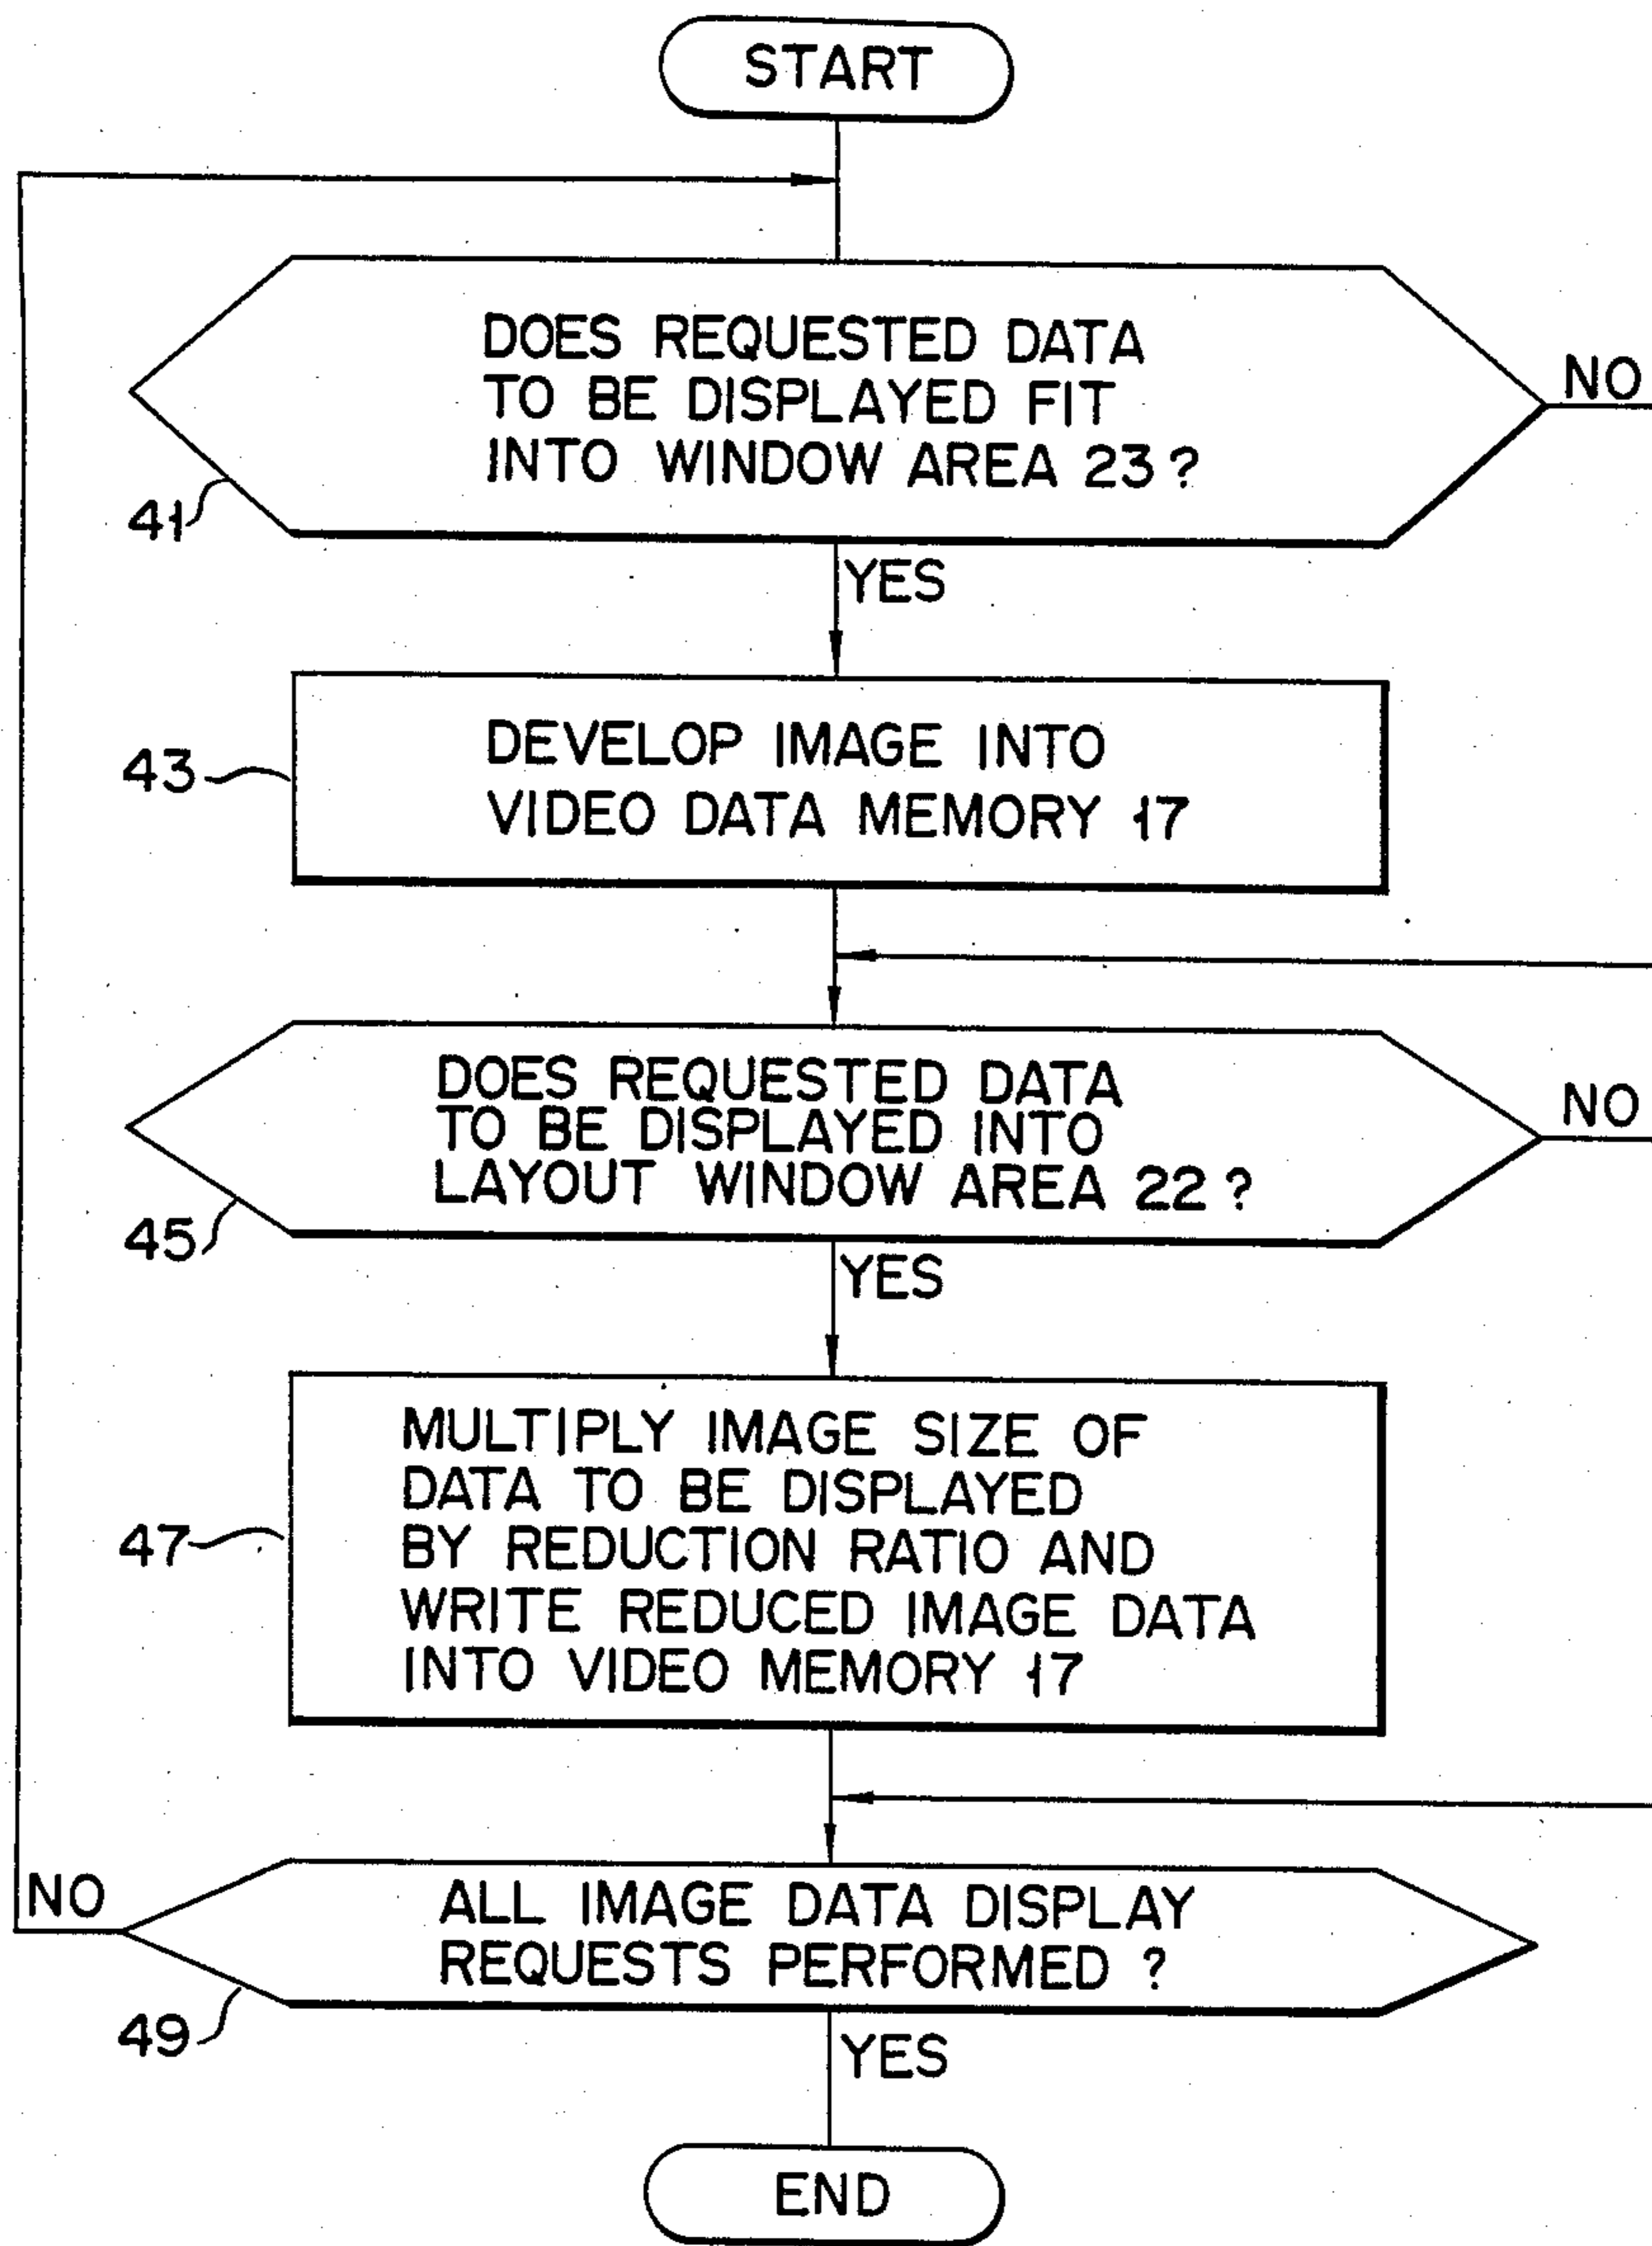 START
DOES REQUESTED DATA
TO BE DISPLAYED FIT
INTO WINDOW AREA 23?
NO
41
YES
DEVELOP IMAGE INTO
VIDEO DATA MEMORY 17
43
DOES REQUESTED DATA
TO BE DISPLAYED INTO
LAYOUT WINDOW AREA 22?
NO
45
YES
MULTIPLY IMAGE SIZE OF
DATA TO BE DISPLAYED
BY REDUCTION RATIO AND
WRITE REDUCED IMAGE DATA
INTO VIDEO MEMORY 17
47
NO
ALL IMAGE DATA DISPLAY
REQUESTS PERFORMED ?
49
YES
END